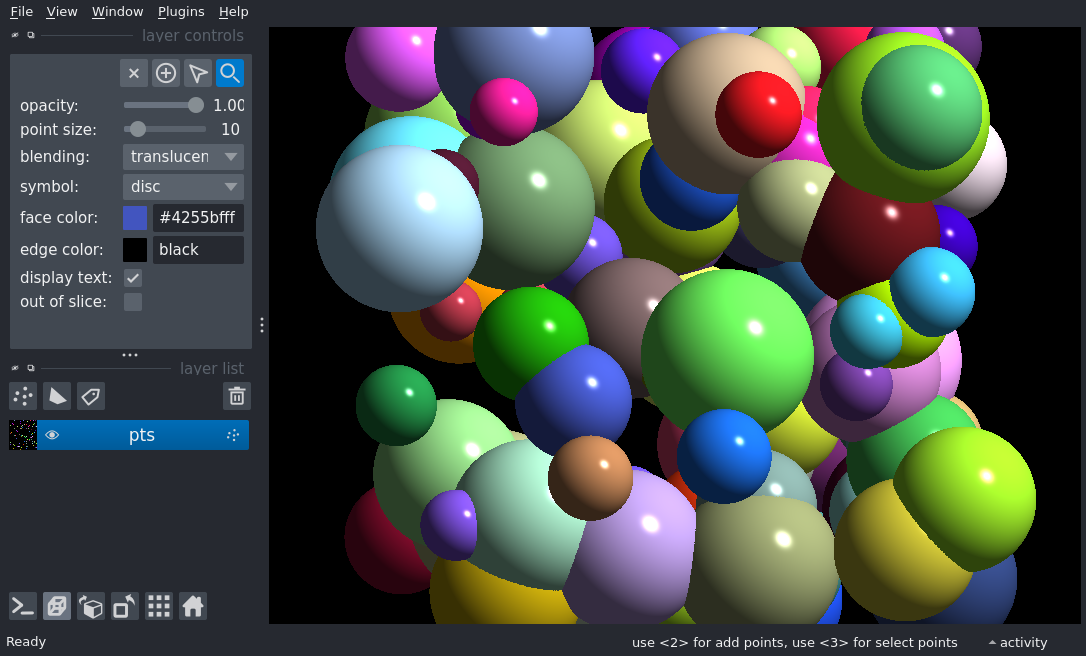 File View Window Plugins Help
layer controls
opacity: 1.00
point size: 10
blending: translucen
symbol: disc
face color: #4255bfff
edge color: black
display text:
out of slice:
layer list
pts
Ready use <2> for add points, use <3> for select points activity